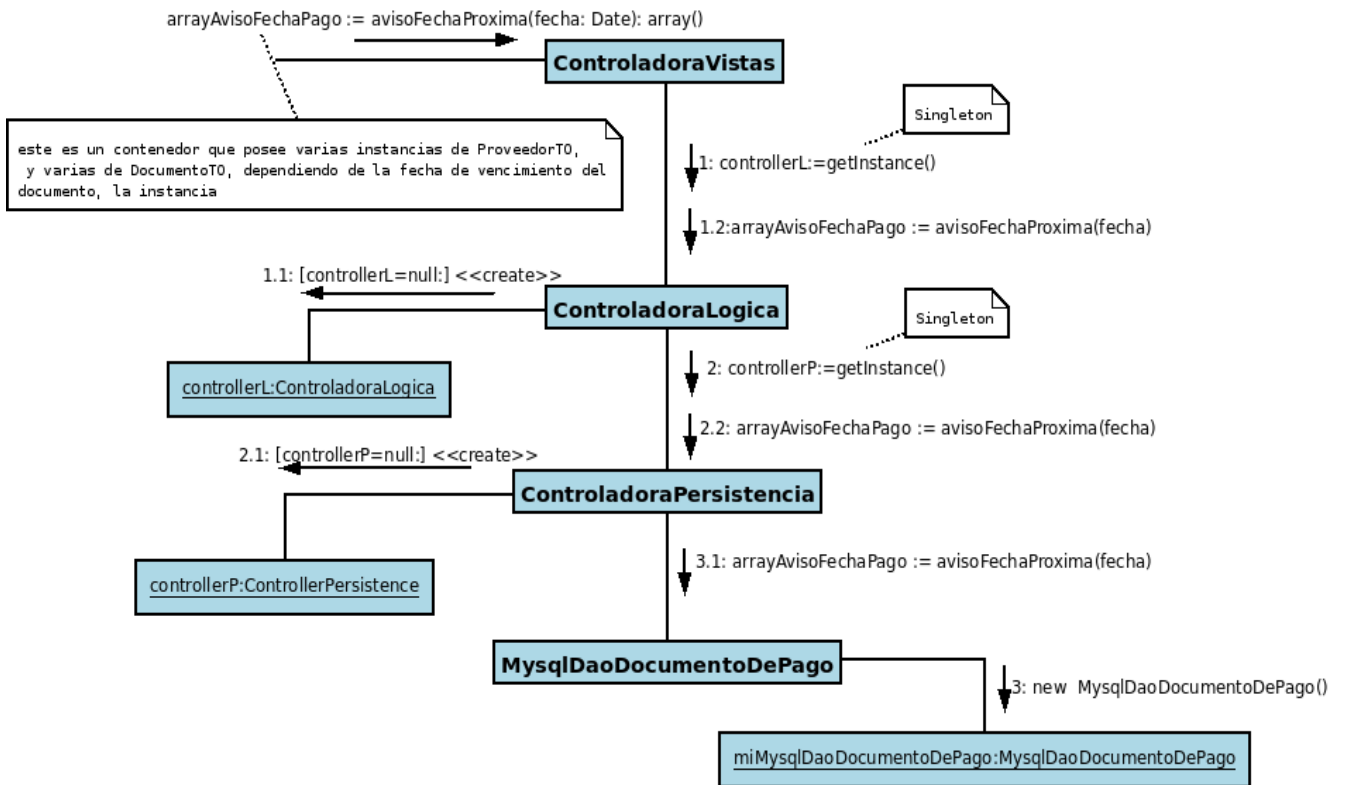 arrayAvisoFechaPago := avisoFechaProxima(fecha: Date): array()
ControladoraVistas
Singleton
este es un contenedor que posee varias instancias de ProveedorTO,
y varias de DocumentoTO, dependiendo de la fecha de vencimiento del
documento, la instancia
1: controllerL:=getInstance()
1.2:arrayAvisoFechaPago := avisoFechaProxima(fecha)
1.1: [controllerL=null:] <<create>>
ControladoraLogica
Singleton
2: controllerP:=getInstance()
controllerL:ControladoraLogica
2.2: arrayAvisoFechaPago := avisoFechaProxima(fecha)
2.1: [controllerP=null:] <<create>>
ControladoraPersistencia
3.1: arrayAvisoFechaPago := avisoFechaProxima(fecha)
controllerP:ControllerPersistence
MysqlDaoDocumentoDePago
3: new MysqlDaoDocumentoDePago()
miMysqlDaoDocumentoDePago:MysqlDaoDocumentoDePago